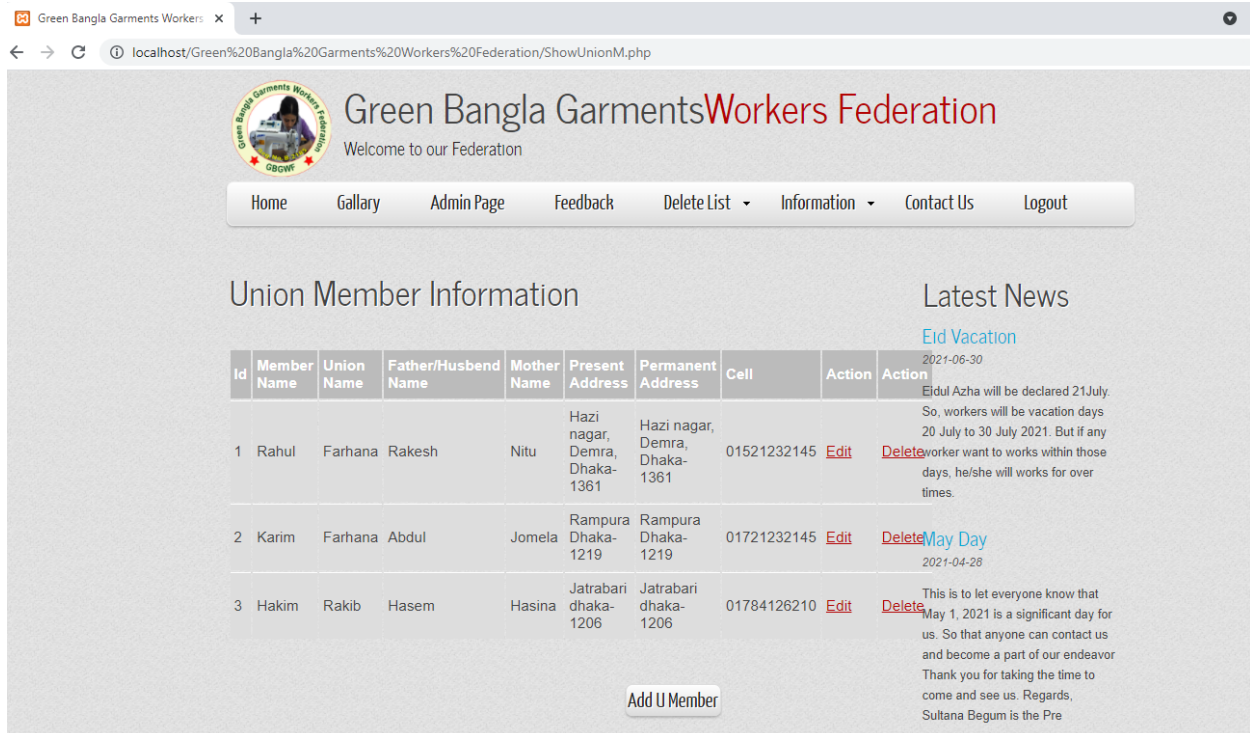 Green Bangla Garments Workers
localhost/Green%20Bangla%20Garments%20Workers%20Federation/ShowUnionM.php
Green Bangla Garments Workers Federation
GBGWF
Green Bangla GarmentsWorkers Federation
Welcome to our Federation
Home Gallary Admin Page Feedback Delete List Information Contact Us Logout
Union Member Information
Id Member Name Union Name Father/Husbend Name Mother Name Present Address Permanent Address Cell Action Action
1 Rahul Farhana Rakesh Nitu Hazi nagar, Demra, Dhaka-1361 Hazi nagar, Demra, Dhaka-1361 01521232145 Edit Delete
2 Karim Farhana Abdul Jomela Rampura Dhaka-1219 Rampura Dhaka-1219 01721232145 Edit Delete
3 Hakim Rakib Hasem Hasina Jatrabari dhaka-1206 Jatrabari dhaka-1206 01784126210 Edit Delete
Add U Member
Latest News
Eid Vacation
2021-06-30
Eidul Azha will be declared 21July.
So, workers will be vacation days
20 July to 30 July 2021. But if any
worker want to works within those
days, he/she will works for over
times.
May Day
2021-04-28
This is to let everyone know that
May 1, 2021 is a significant day for
us. So that anyone can contact us
and become a part of our endeavor
Thank you for taking the time to
come and see us. Regards,
Sultana Begum is the Pre